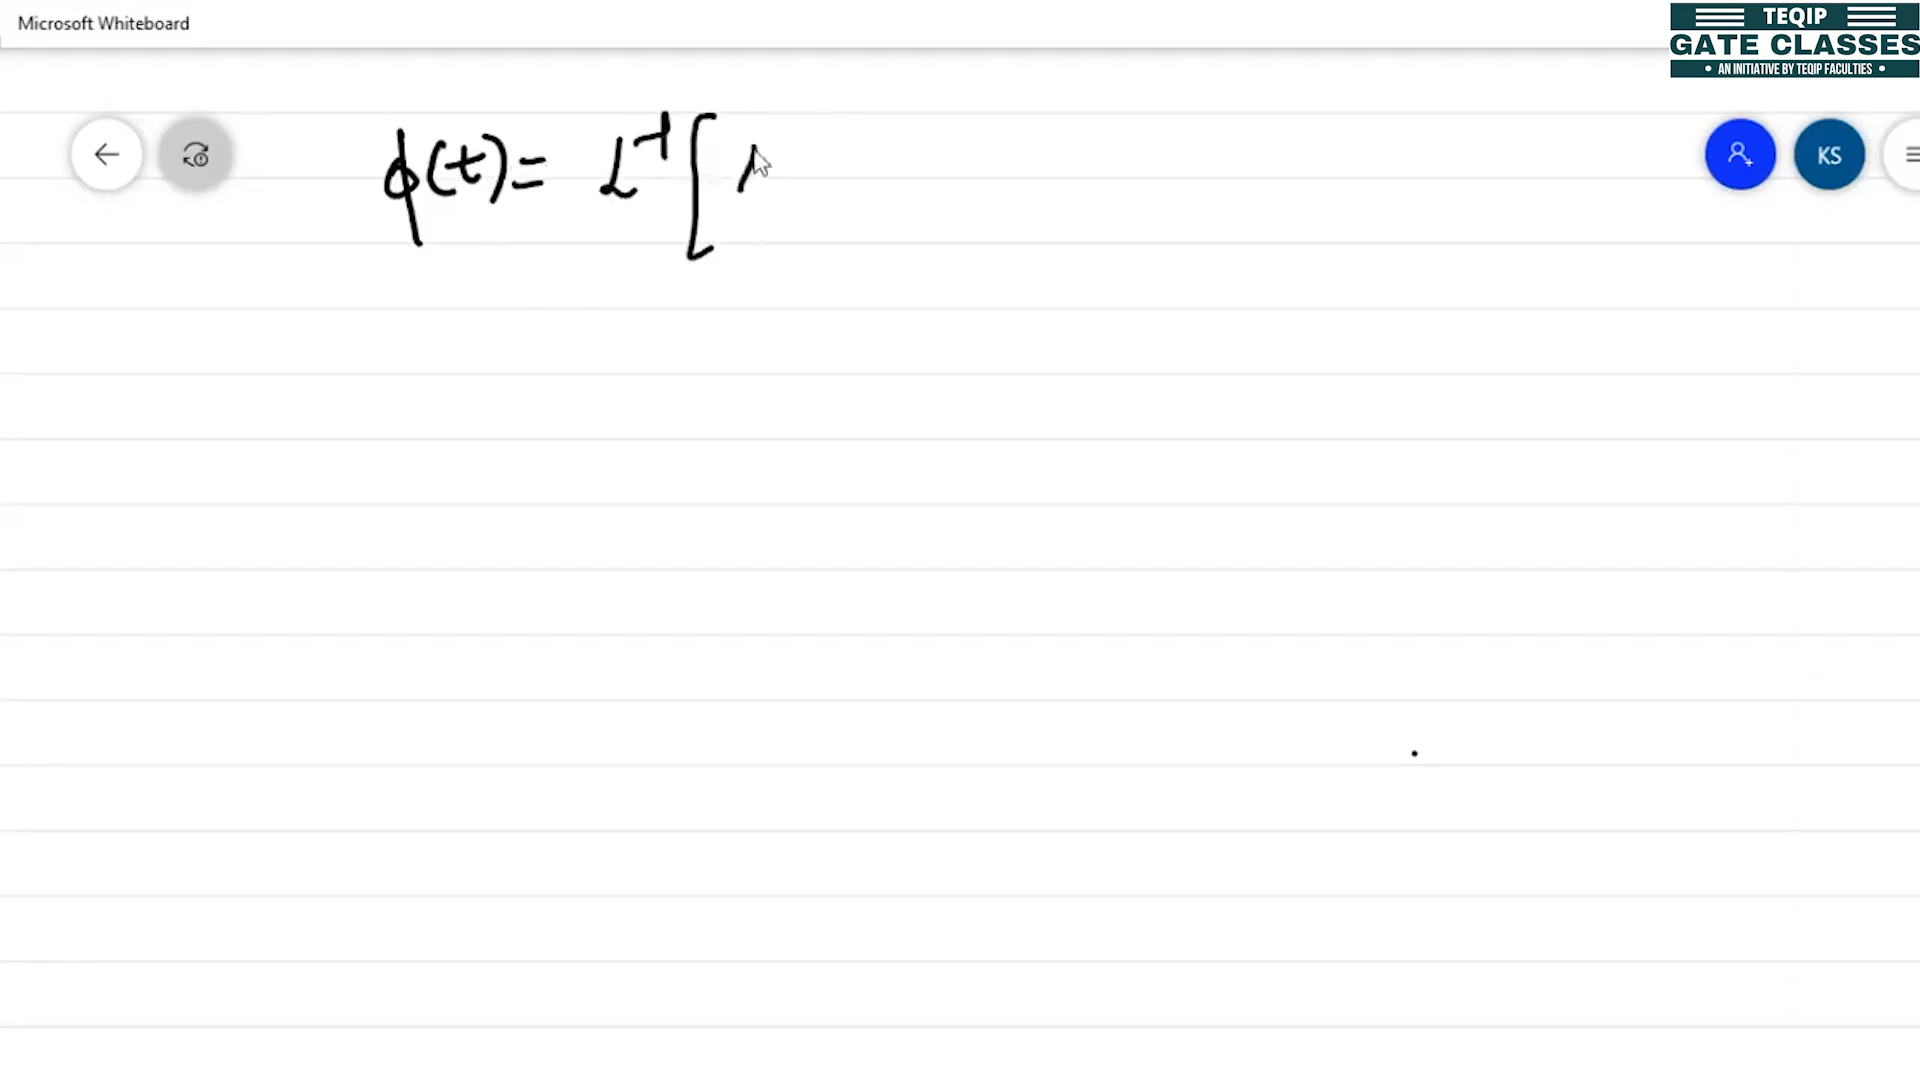 Microsoft Whiteboard
TEQIP
GATE CLASSES
• AN INITIATIVE BY TEQIP FACULTIES •
KS
ϕ(t) = L⁻¹ [